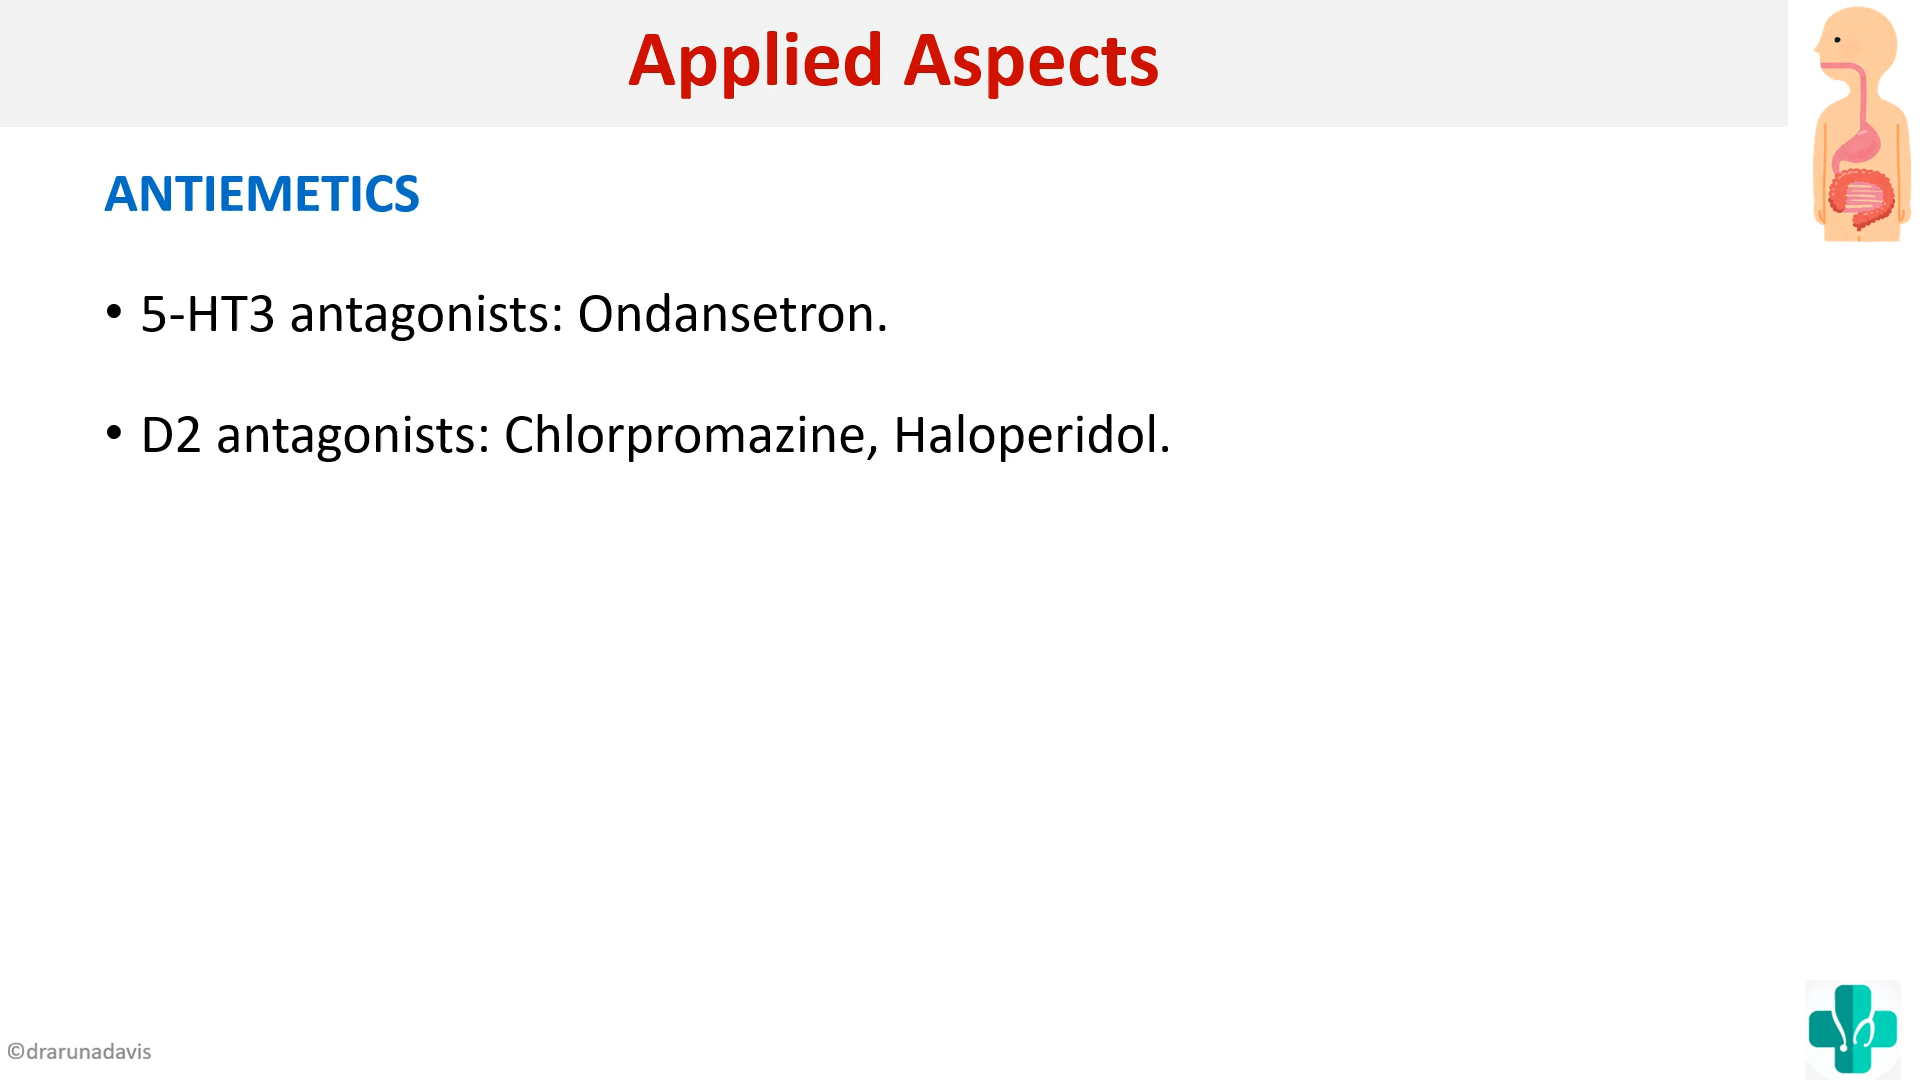 Applied Aspects
ANTIEMETICS
• 5-HT3 antagonists: Ondansetron.
• D2 antagonists: Chlorpromazine, Haloperidol.
©drarunadavis